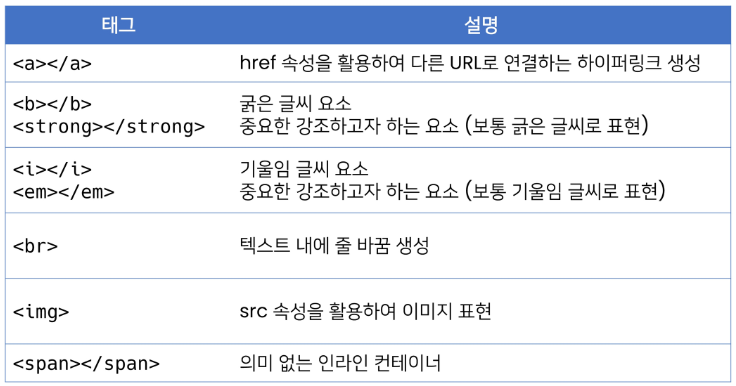 태그 설명
<a></a> href 속성을 활용하여 다른 URL로 연결하는 하이퍼링크 생성
<b></b> 굵은 글씨 요소
<strong></strong> 중요한 강조하고자 하는 요소 (보통 굵은 글씨로 표현)
<i></i> 기울임 글씨 요소
<em></em> 중요한 강조하고자 하는 요소 (보통 기울임 글씨로 표현)
<br> 텍스트 내에 줄 바꿈 생성
<img> src 속성을 활용하여 이미지 표현
<span></span> 의미 없는 인라인 컨테이너